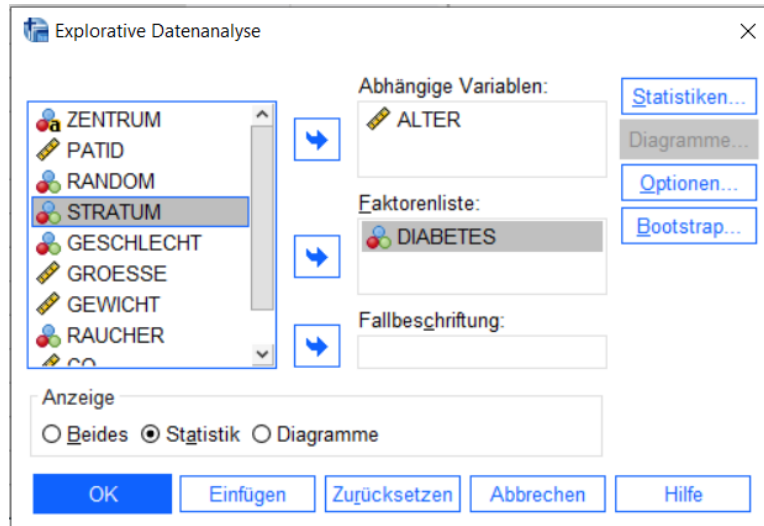 Explorative Datenanalyse
ZENTRUM
PATID
RANDOM
STRATUM
GESCHLECHT
GROESSE
GEWICHT
RAUCHER
Abhängige Variablen:
ALTER
Faktorenliste:
DIABETES
Fallbeschriftung:
Statistiken...
Diagramme...
Optionen...
Bootstrap...
Anzeige
Beides Statistik Diagramme
OK Einfügen Zurücksetzen Abbrechen Hilfe